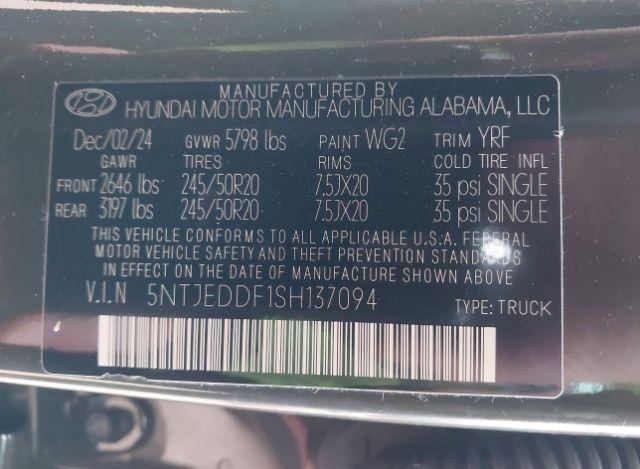 MANUFACTURED BY
HYUNDAI MOTOR MANUFACTURING ALABAMA, LLC
Dec/02/24 GVWR 5798 lbs PAINT WG2 TRIM YRF
GAWR TIRES RIMS COLD TIRE INFL
FRONT 2646 lbs 245/50R20 7.5JX20 35 psi SINGLE
REAR 3197 lbs 245/50R20 7.5JX20 35 psi SINGLE
THIS VEHICLE CONFORMS TO ALL APPLICABLE U.S.A. FEDERAL
MOTOR VEHICLE SAFETY AND THEFT PREVENTION STANDARDS
IN EFFECT ON THE DATE OF MANUFACTURE SHOWN ABOVE.
V.I.N 5NTJEDDF1SH137094 TYPE: TRUCK